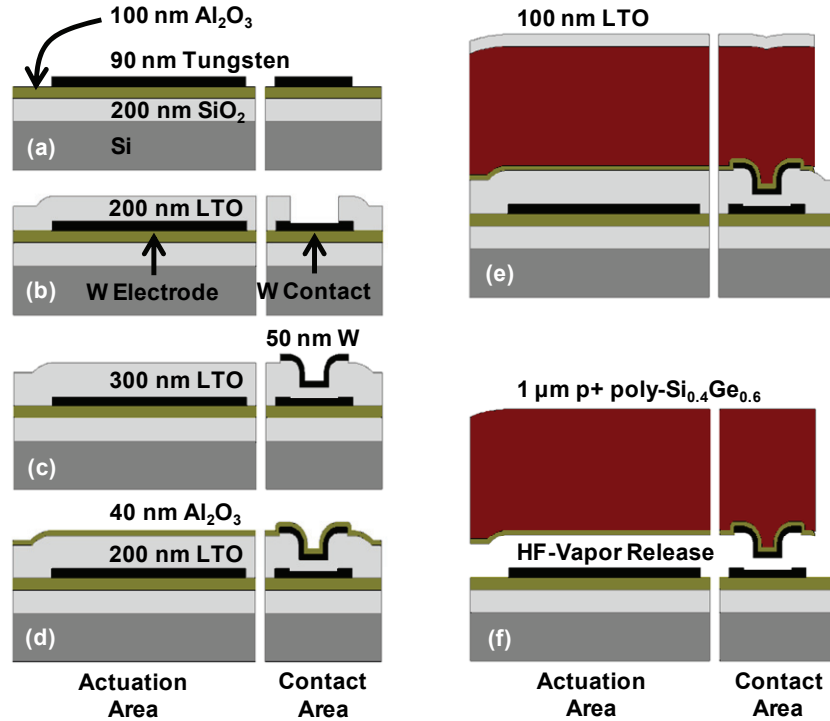 100 nm Al₂O₃
90 nm Tungsten
200 nm SiO₂
(a)
Si
200 nm LTO
(b)
W Electrode
W Contact
50 nm W
300 nm LTO
(c)
40 nm Al₂O₃
200 nm LTO
(d)
Actuation
Area
Contact
Area
100 nm LTO
(e)
1 µm p+ poly-Si₀.₄Ge₀.₆
HF-Vapor Release
(f)
Actuation
Area
Contact
Area